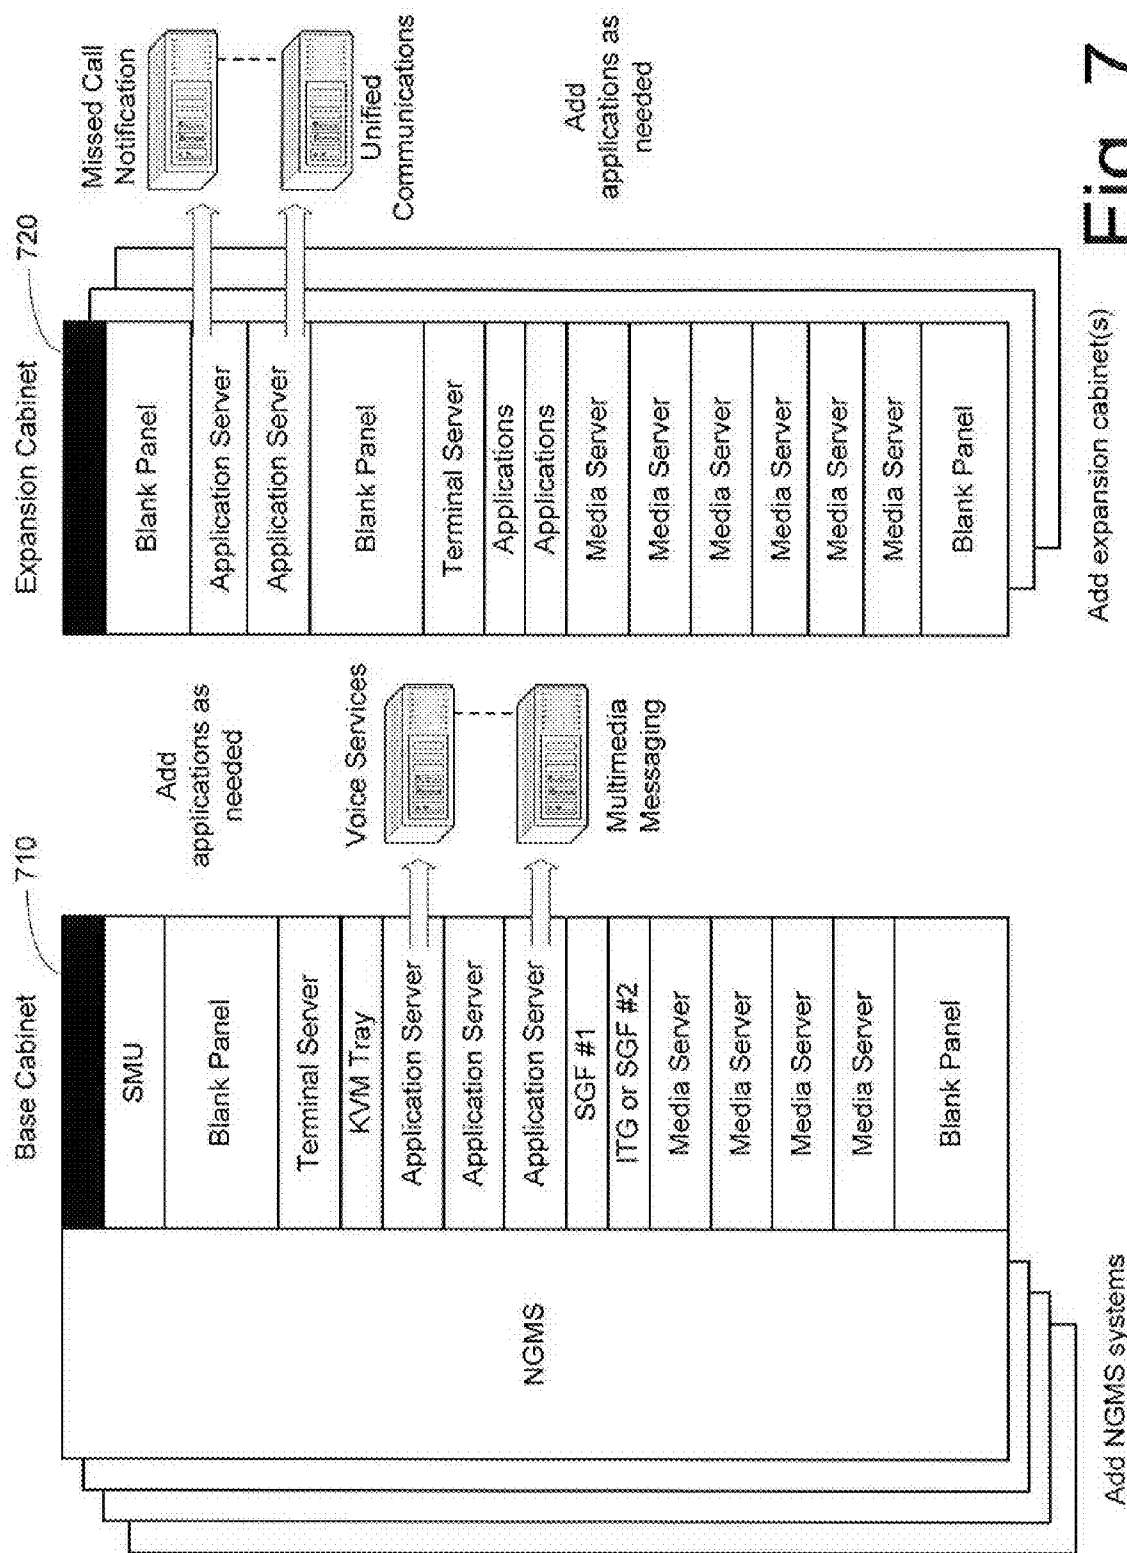 Base Cabinet
710
SMU
Blank Panel
Terminal Server
KVM Tray
Application Server
Application Server
Application Server
SGF #1
ITG or SGF #2
Media Server
Media Server
Media Server
Media Server
Blank Panel
NGMS
Add NGMS systems
Add
applications as
needed
Voice Services
Multimedia
Messaging
Expansion Cabinet
720
Blank Panel
Application Server
Application Server
Blank Panel
Terminal Server
Applications
Applications
Media Server
Media Server
Media Server
Media Server
Media Server
Media Server
Blank Panel
Add expansion cabinet(s)
Missed Call
Notification
Unified
Communications
Add
applications as
needed
Fig. 7